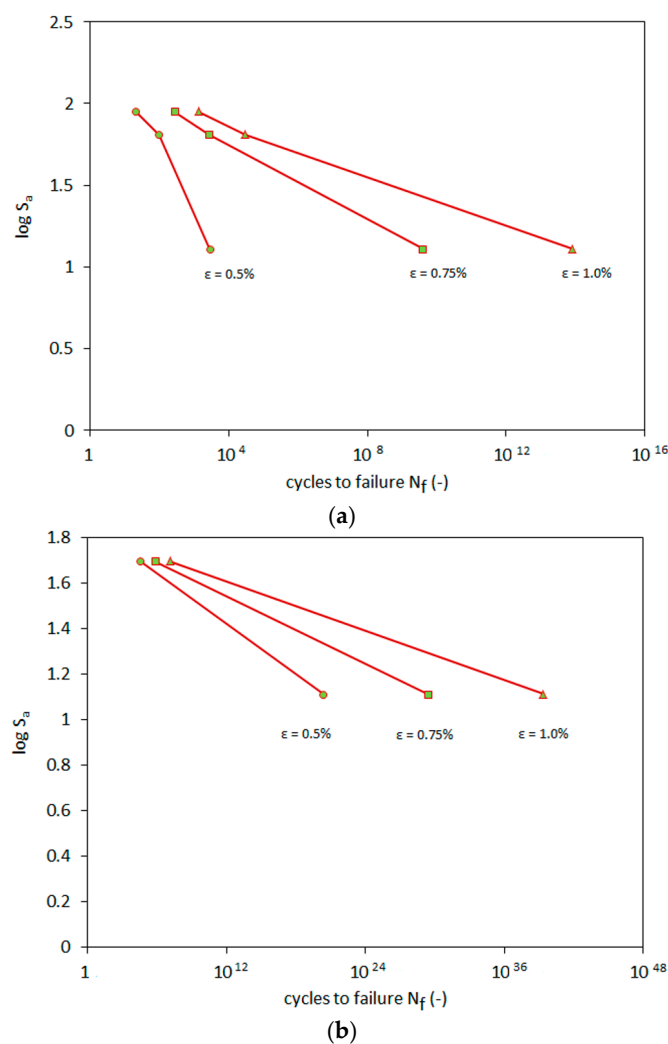 2.5
2
1.5
1
0.5
0
log Sa
ε = 0.5%
ε = 0.75%
ε = 1.0%
1
10 4
10 8
10 12
10 16
cycles to failure Nf (-)
(a)
1.8
1.6
1.4
1.2
1
0.8
0.6
0.4
0.2
0
log Sa
ε = 0.5%
ε = 0.75%
ε = 1.0%
1
10 12
10 24
10 36
10 48
cycles to failure Nf (-)
(b)